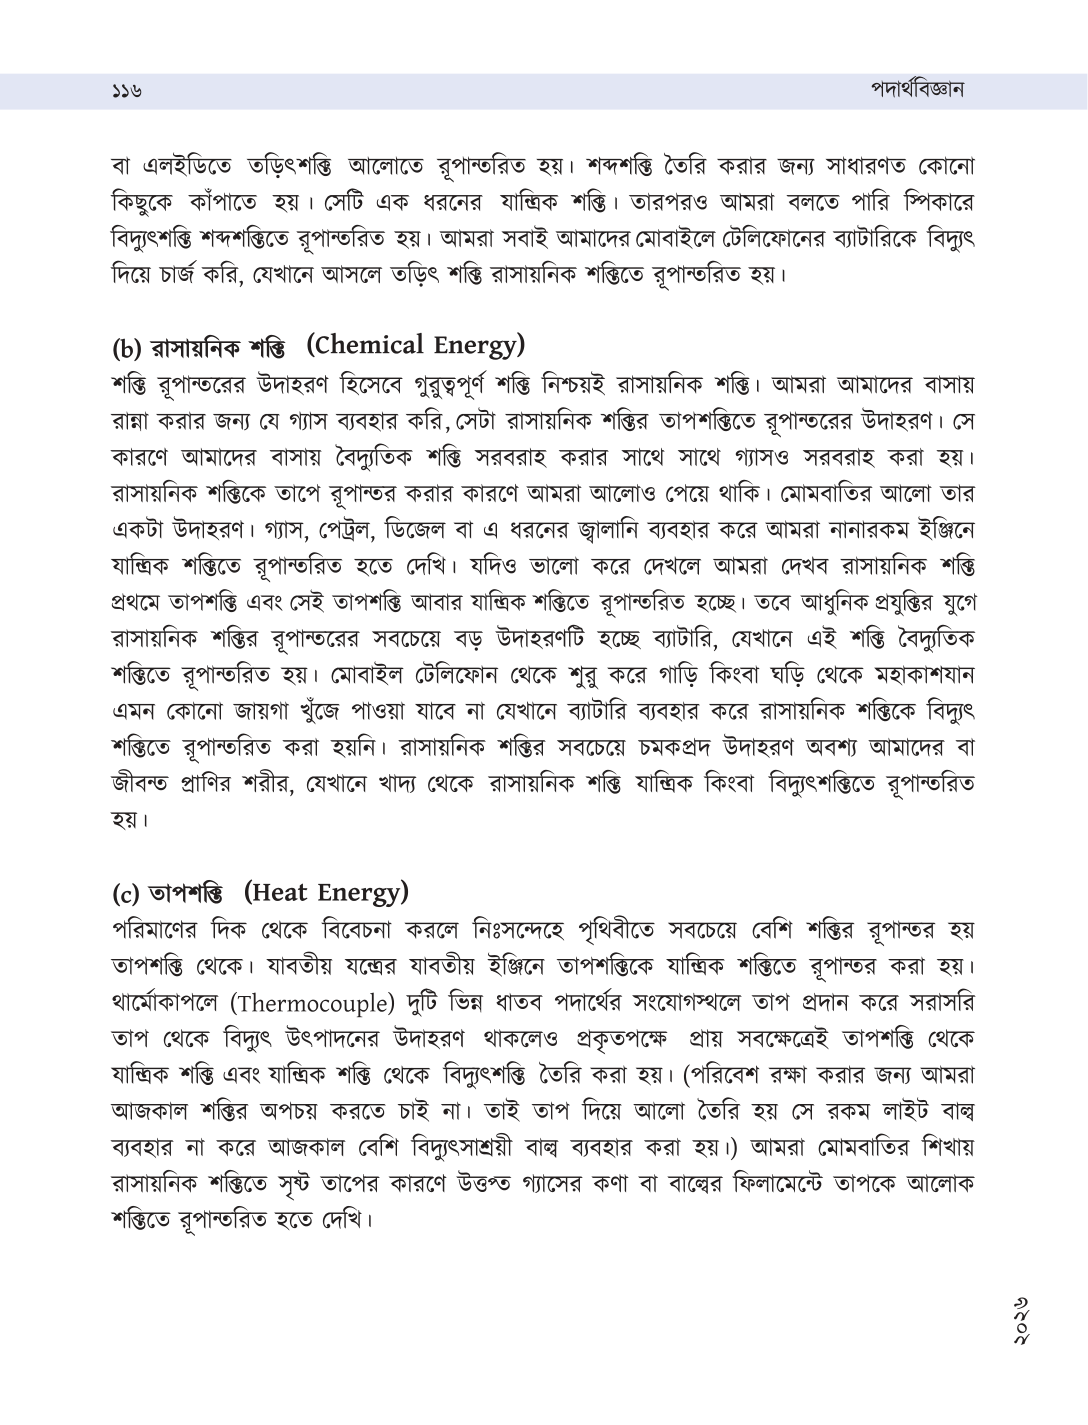 ১১৬
পদার্থবিজ্ঞান
বা এলইডিতে তড়িৎশক্তি আলোতে রূপান্তরিত হয়। শব্দশক্তি তৈরি করার জন্য সাধারণত কোনো
কিছুকে কাঁপাতে হয়। সেটি এক ধরনের যান্ত্রিক শক্তি। তারপরও আমরা বলতে পারি স্পিকারে
বিদ্যুৎশক্তি শব্দশক্তিতে রূপান্তরিত হয়। আমরা সবাই আমাদের মোবাইলে টেলিফোনের ব্যাটারিকে বিদ্যুৎ
দিয়ে চার্জ করি, যেখানে আসলে তড়িৎ শক্তি রাসায়নিক শক্তিতে রূপান্তরিত হয়।
(b) রাসায়নিক শক্তি (Chemical Energy)
শক্তি রূপান্তরের উদাহরণ হিসেবে গুরুত্বপূর্ণ শক্তি নিশ্চয়ই রাসায়নিক শক্তি। আমরা আমাদের বাসায়
রান্না করার জন্য যে গ্যাস ব্যবহার করি, সেটা রাসায়নিক শক্তির তাপশক্তিতে রূপান্তরের উদাহরণ। সে
কারণে আমাদের বাসায় বৈদ্যুতিক শক্তি সরবরাহ করার সাথে সাথে গ্যাসও সরবরাহ করা হয়।
রাসায়নিক শক্তিকে তাপে রূপান্তর করার কারণে আমরা আলোও পেয়ে থাকি। মোমবাতির আলো তার
একটা উদাহরণ। গ্যাস, পেট্রল, ডিজেল বা এ ধরনের জ্বালানি ব্যবহার করে আমরা নানারকম ইঞ্জিনে
যান্ত্রিক শক্তিতে রূপান্তরিত হতে দেখি। যদিও ভালো করে দেখলে আমরা দেখব রাসায়নিক শক্তি
প্রথমে তাপশক্তি এবং সেই তাপশক্তি আবার যান্ত্রিক শক্তিতে রূপান্তরিত হচ্ছে। তবে আধুনিক প্রযুক্তির যুগে
রাসায়নিক শক্তির রূপান্তরের সবচেয়ে বড় উদাহরণটি হচ্ছে ব্যাটারি, যেখানে এই শক্তি বৈদ্যুতিক
শক্তিতে রূপান্তরিত হয়। মোবাইল টেলিফোন থেকে শুরু করে গাড়ি কিংবা ঘড়ি থেকে মহাকাশযান
এমন কোনো জায়গা খুঁজে পাওয়া যাবে না যেখানে ব্যাটারি ব্যবহার করে রাসায়নিক শক্তিকে বিদ্যুৎ
শক্তিতে রূপান্তরিত করা হয়নি। রাসায়নিক শক্তির সবচেয়ে চমকপ্রদ উদাহরণ অবশ্য আমাদের বা
জীবন্ত প্রাণির শরীর, যেখানে খাদ্য থেকে রাসায়নিক শক্তি যান্ত্রিক কিংবা বিদ্যুৎশক্তিতে রূপান্তরিত
হয়।
(c) তাপশক্তি (Heat Energy)
পরিমাণের দিক থেকে বিবেচনা করলে নিঃসন্দেহে পৃথিবীতে সবচেয়ে বেশি শক্তির রূপান্তর হয়
তাপশক্তি থেকে। যাবতীয় যন্ত্রের যাবতীয় ইঞ্জিনে তাপশক্তিকে যান্ত্রিক শক্তিতে রূপান্তর করা হয়।
থার্মোকাপলে (Thermocouple) দুটি ভিন্ন ধাতব পদার্থের সংযোগস্থলে তাপ প্রদান করে সরাসরি
তাপ থেকে বিদ্যুৎ উৎপাদনের উদাহরণ থাকলেও প্রকৃতপক্ষে প্রায় সবক্ষেত্রেই তাপশক্তি থেকে
যান্ত্রিক শক্তি এবং যান্ত্রিক শক্তি থেকে বিদ্যুৎশক্তি তৈরি করা হয়। (পরিবেশ রক্ষা করার জন্য আমরা
আজকাল শক্তির অপচয় করতে চাই না। তাই তাপ দিয়ে আলো তৈরি হয় সে রকম লাইট বাল্ব
ব্যবহার না করে আজকাল বেশি বিদ্যুৎসাশ্রয়ী বাল্ব ব্যবহার করা হয়।) আমরা মোমবাতির শিখায়
রাসায়নিক শক্তিতে সৃষ্ট তাপের কারণে উত্তপ্ত গ্যাসের কণা বা বাল্বের ফিলামেন্টে তাপকে আলোক
শক্তিতে রূপান্তরিত হতে দেখি।
২০২৬